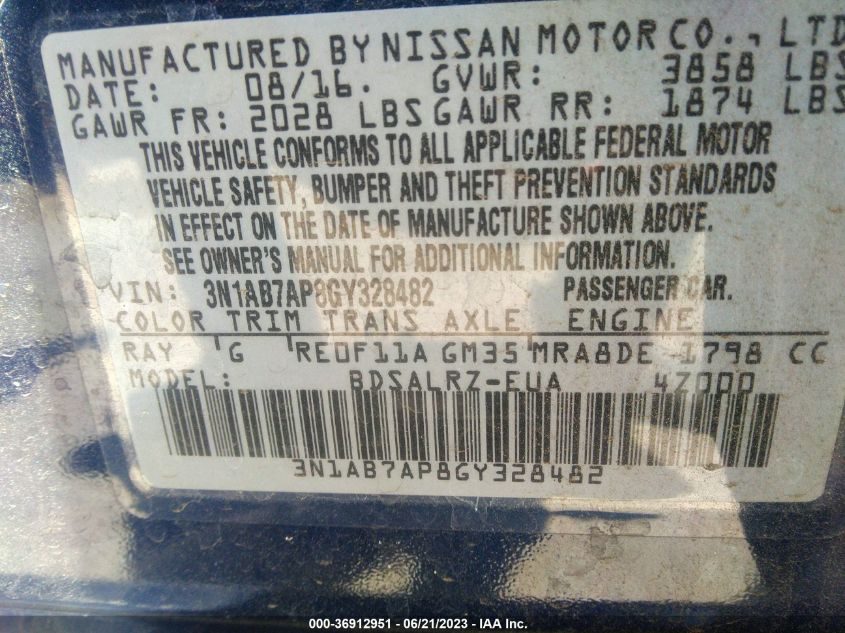 MANUFACTURED BY NISSAN MOTOR CO., LTD
DATE: 08/16. GVWR: 3858 LBS
GAWR FR: 2028 LBS GAWR RR: 1874 LBS
THIS VEHICLE CONFORMS TO ALL APPLICABLE FEDERAL MOTOR
VEHICLE SAFETY, BUMPER AND THEFT PREVENTION STANDARDS
IN EFFECT ON THE DATE OF MANUFACTURE SHOWN ABOVE.
SEE OWNER'S MANUAL FOR ADDITIONAL INFORMATION.
VIN: 3N1AB7AP8GY328482 PASSENGER CAR.
COLOR TRIM TRANS AXLE ENGINE
RAY G RE0F11A GM35 MRA8DE 1798 CC
MODEL: BDSALRZ-EUA 4Z000
3N1AB7AP8GY328482
000-36912951 / 06/21/2023 - IAA Inc.